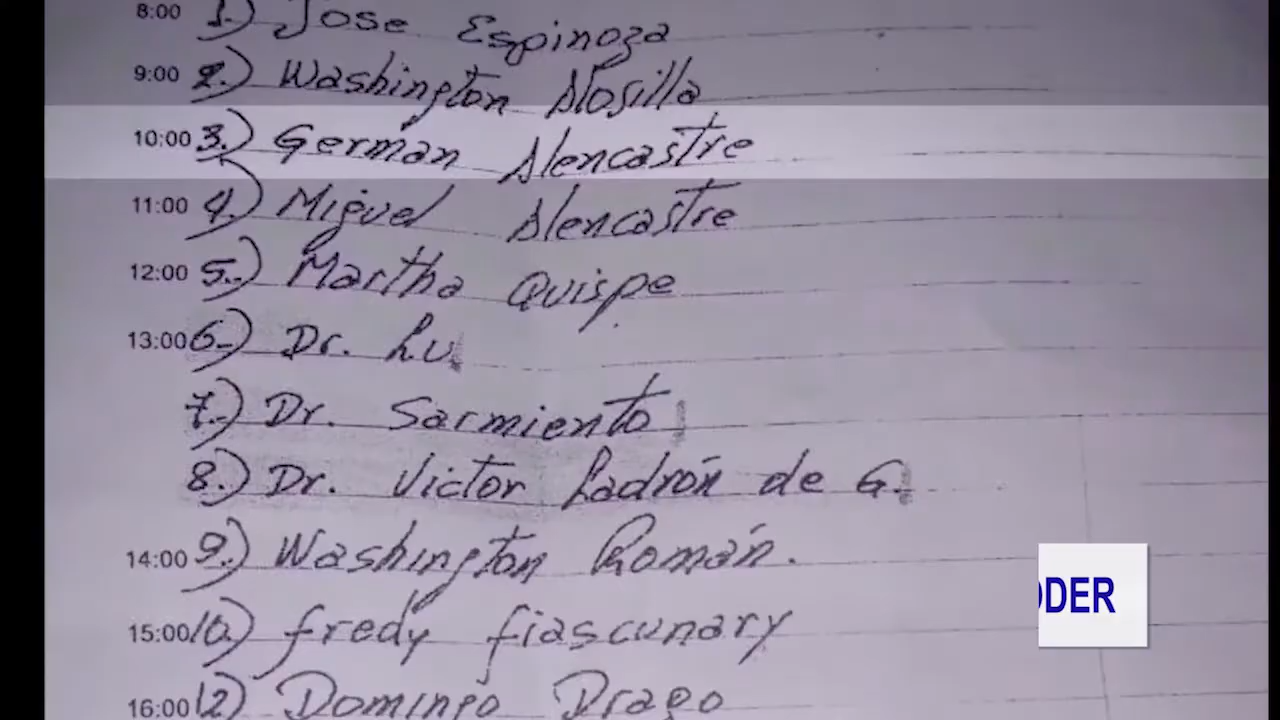 8:00 1.) Jose Espinoza
9:00 2.) Washington Alosilla
10:00 3.) Germán Alencastre
11:00 4.) Miguel Alencastre
12:00 5.-) Martha Quispe
13:00 6.-) Dr. Lu.
7.-) Dr. Sarmiento
8.) Dr. Victor Ladrón de G.
14:00 9.) Washington Román.
15:00 10.) fredy fiascunary
16:00 12) Domingo Drago
DER